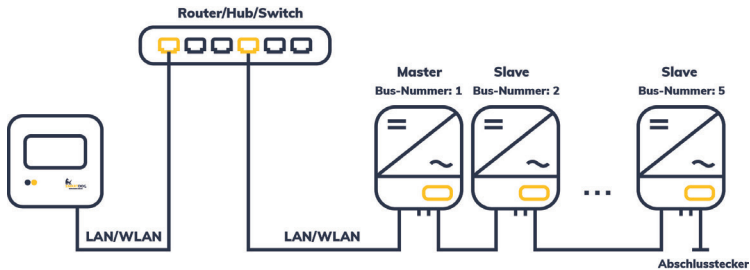 Router/Hub/Switch
Master
Slave
Slave
Bus-Nummer: 1
Bus-Nummer: 2
Bus-Nummer: 5
LAN/WLAN
LAN/WLAN
Abschlusstecker